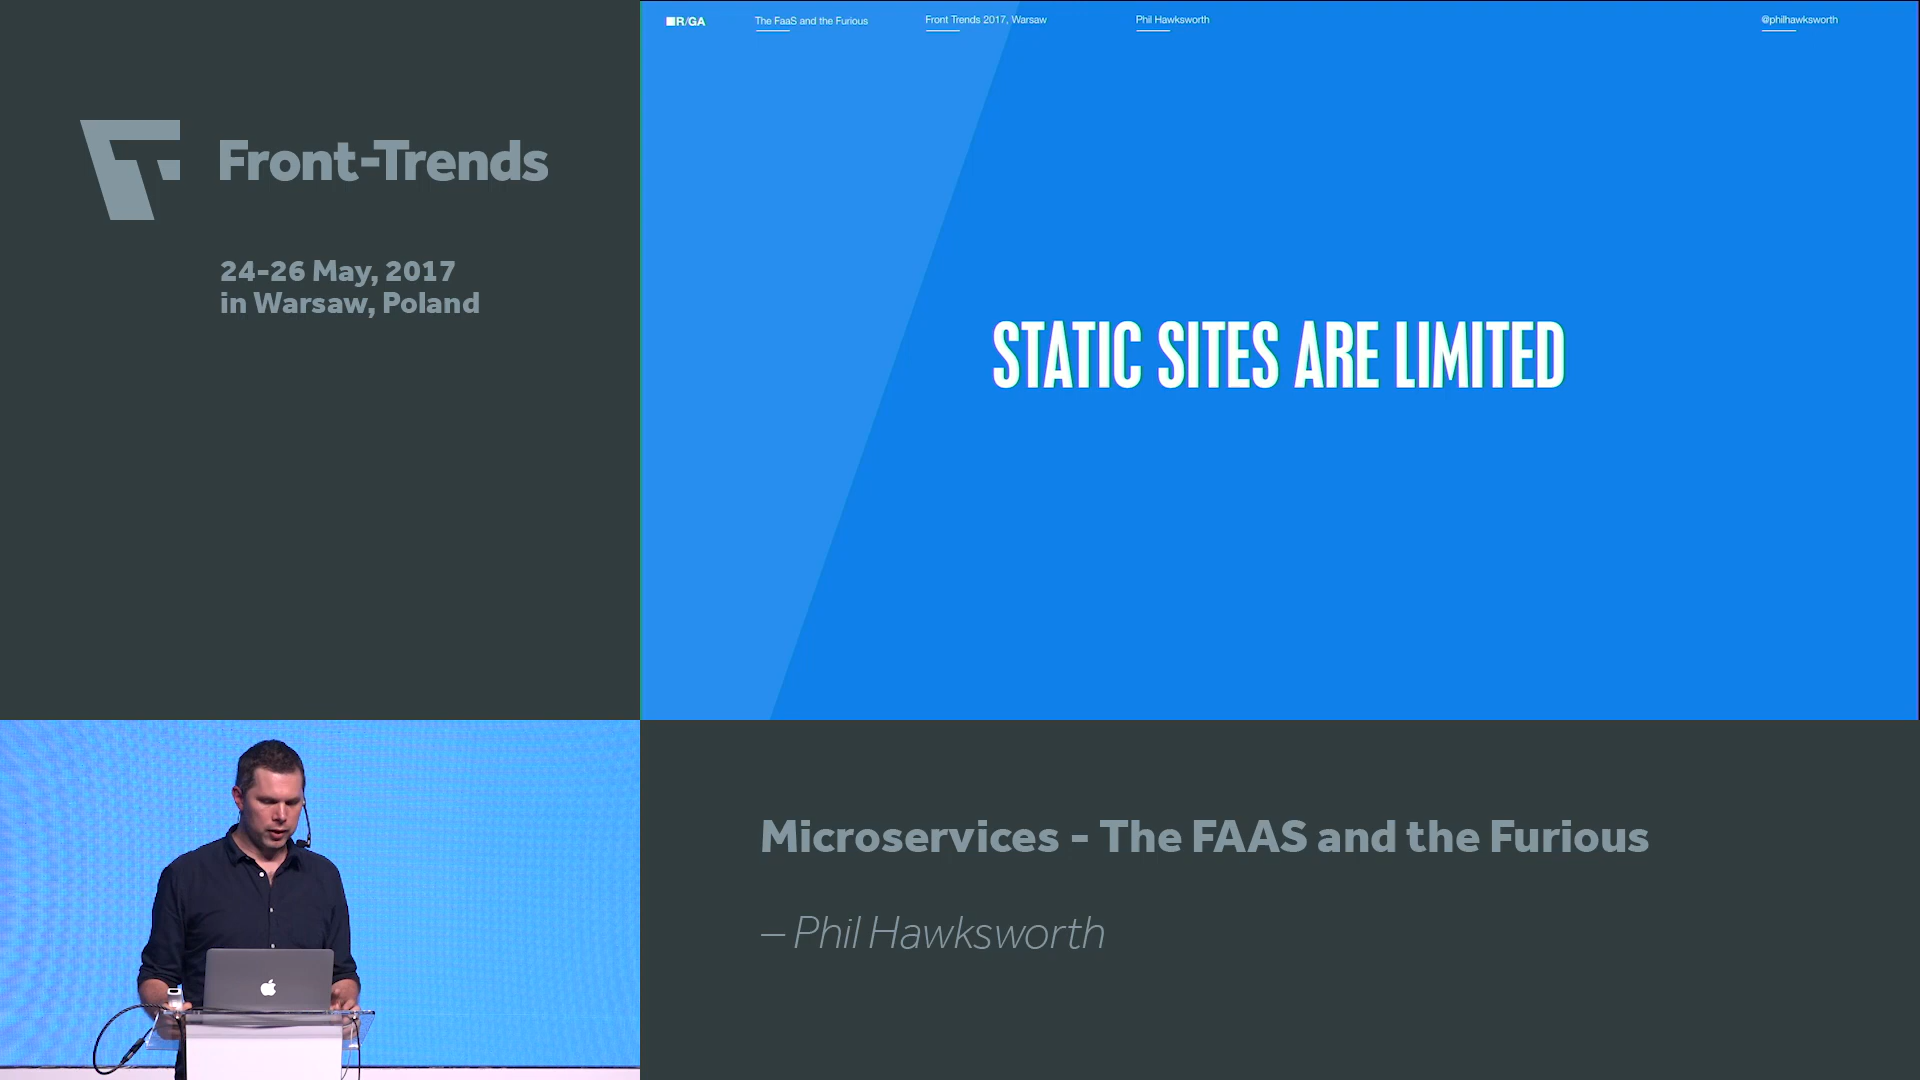 Front-Trends
24-26 May, 2017
in Warsaw, Poland
R/GA
The FaaS and the Furious
Front Trends 2017, Warsaw
Phil Hawksworth
@philhawksworth
STATIC SITES ARE LIMITED
Microservices - The FAAS and the Furious
– Phil Hawksworth